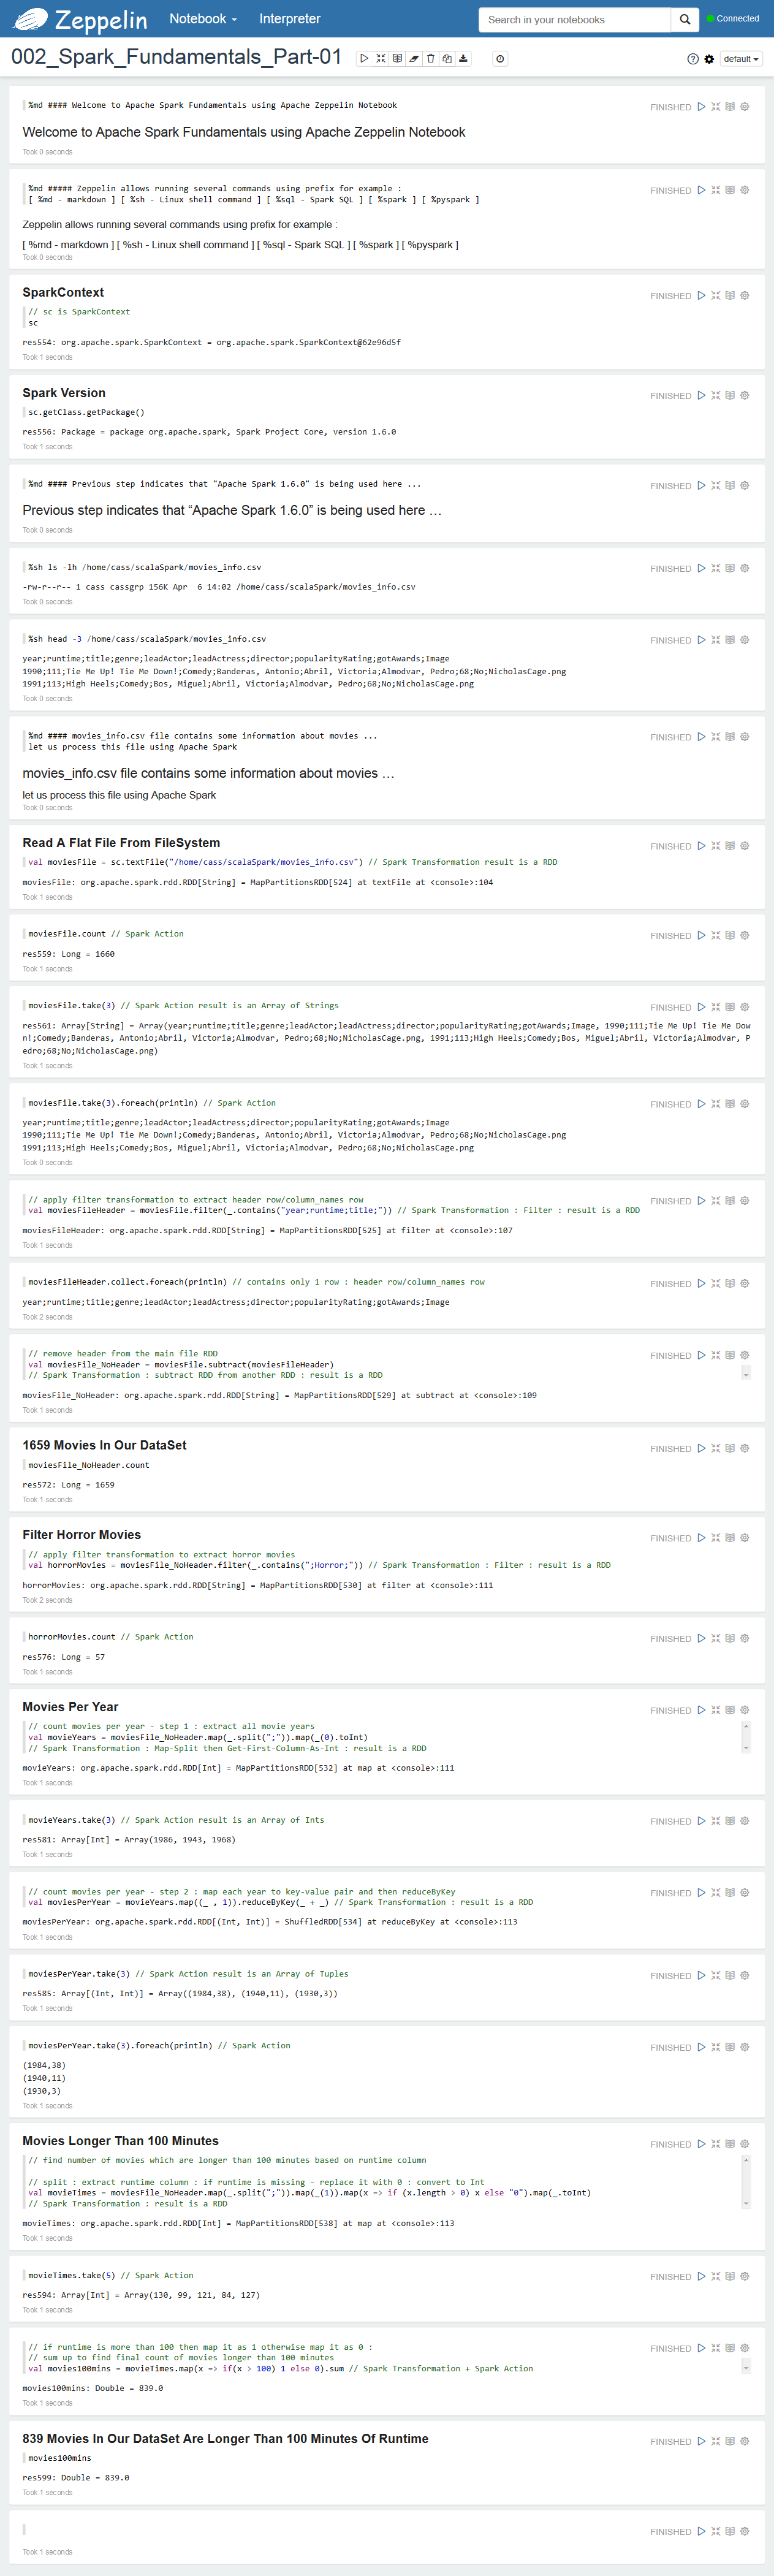 Zeppelin Notebook Interpreter Search in your notebooks Connected
002_Spark_Fundamentals_Part-01 default
%md #### Welcome to Apache Spark Fundamentals using Apache Zeppelin Notebook FINISHED
Welcome to Apache Spark Fundamentals using Apache Zeppelin Notebook
Took 0 seconds
%md ##### Zeppelin allows running several commands using prefix for example : FINISHED
[ %md - markdown ] [ %sh - Linux shell command ] [ %sql - Spark SQL ] [ %spark ] [ %pyspark ]
Zeppelin allows running several commands using prefix for example :
[ %md - markdown ] [ %sh - Linux shell command ] [ %sql - Spark SQL ] [ %spark ] [ %pyspark ]
Took 0 seconds
SparkContext FINISHED
// sc is SparkContext
sc
res554: org.apache.spark.SparkContext = org.apache.spark.SparkContext@62e96d5f
Took 1 seconds
Spark Version FINISHED
sc.getClass.getPackage()
res556: Package = package org.apache.spark, Spark Project Core, version 1.6.0
Took 1 seconds
%md #### Previous step indicates that "Apache Spark 1.6.0" is being used here ... FINISHED
Previous step indicates that “Apache Spark 1.6.0” is being used here …
Took 0 seconds
%sh ls -lh /home/cass/scalaSpark/movies_info.csv FINISHED
-rw-r--r-- 1 cass cassgrp 156K Apr  6 14:02 /home/cass/scalaSpark/movies_info.csv
Took 0 seconds
%sh head -3 /home/cass/scalaSpark/movies_info.csv FINISHED
year;runtime;title;genre;leadActor;leadActress;director;popularityRating;gotAwards;Image
1990;111;Tie Me Up! Tie Me Down!;Comedy;Banderas, Antonio;Abril, Victoria;Almodvar, Pedro;68;No;NicholasCage.png
1991;113;High Heels;Comedy;Bos, Miguel;Abril, Victoria;Almodvar, Pedro;68;No;NicholasCage.png
Took 0 seconds
%md #### movies_info.csv file contains some information about movies ... FINISHED
let us process this file using Apache Spark
movies_info.csv file contains some information about movies …
let us process this file using Apache Spark
Took 0 seconds
Read A Flat File From FileSystem FINISHED
val moviesFile = sc.textFile("/home/cass/scalaSpark/movies_info.csv") // Spark Transformation result is a RDD
moviesFile: org.apache.spark.rdd.RDD[String] = MapPartitionsRDD[524] at textFile at <console>:104
Took 1 seconds
moviesFile.count // Spark Action FINISHED
res559: Long = 1660
Took 1 seconds
moviesFile.take(3) // Spark Action result is an Array of Strings FINISHED
res561: Array[String] = Array(year;runtime;title;genre;leadActor;leadActress;director;popularityRating;gotAwards;Image, 1990;111;Tie Me Up! Tie Me Dow
n!;Comedy;Banderas, Antonio;Abril, Victoria;Almodvar, Pedro;68;No;NicholasCage.png, 1991;113;High Heels;Comedy;Bos, Miguel;Abril, Victoria;Almodvar, P
edro;68;No;NicholasCage.png)
Took 1 seconds
moviesFile.take(3).foreach(println) // Spark Action FINISHED
year;runtime;title;genre;leadActor;leadActress;director;popularityRating;gotAwards;Image
1990;111;Tie Me Up! Tie Me Down!;Comedy;Banderas, Antonio;Abril, Victoria;Almodvar, Pedro;68;No;NicholasCage.png
1991;113;High Heels;Comedy;Bos, Miguel;Abril, Victoria;Almodvar, Pedro;68;No;NicholasCage.png
Took 0 seconds
// apply filter transformation to extract header row/column_names row FINISHED
val moviesFileHeader = moviesFile.filter(_.contains("year;runtime;title;")) // Spark Transformation : Filter : result is a RDD
moviesFileHeader: org.apache.spark.rdd.RDD[String] = MapPartitionsRDD[525] at filter at <console>:107
Took 1 seconds
moviesFileHeader.collect.foreach(println) // contains only 1 row : header row/column_names row FINISHED
year;runtime;title;genre;leadActor;leadActress;director;popularityRating;gotAwards;Image
Took 2 seconds
// remove header from the main file RDD FINISHED
val moviesFile_NoHeader = moviesFile.subtract(moviesFileHeader)
// Spark Transformation : subtract RDD from another RDD : result is a RDD
moviesFile_NoHeader: org.apache.spark.rdd.RDD[String] = MapPartitionsRDD[529] at subtract at <console>:109
Took 1 seconds
1659 Movies In Our DataSet FINISHED
moviesFile_NoHeader.count
res572: Long = 1659
Took 1 seconds
Filter Horror Movies FINISHED
// apply filter transformation to extract horror movies
val horrorMovies = moviesFile_NoHeader.filter(_.contains(";Horror;")) // Spark Transformation : Filter : result is a RDD
horrorMovies: org.apache.spark.rdd.RDD[String] = MapPartitionsRDD[530] at filter at <console>:111
Took 2 seconds
horrorMovies.count // Spark Action FINISHED
res576: Long = 57
Took 1 seconds
Movies Per Year FINISHED
// count movies per year - step 1 : extract all movie years
val movieYears = moviesFile_NoHeader.map(_.split(";")).map(_(0).toInt)
// Spark Transformation : Map-Split then Get-First-Column-As-Int : result is a RDD
movieYears: org.apache.spark.rdd.RDD[Int] = MapPartitionsRDD[532] at map at <console>:111
Took 1 seconds
movieYears.take(3) // Spark Action result is an Array of Ints FINISHED
res581: Array[Int] = Array(1986, 1943, 1968)
Took 1 seconds
// count movies per year - step 2 : map each year to key-value pair and then reduceByKey FINISHED
val moviesPerYear = movieYears.map((_ , 1)).reduceByKey(_ + _) // Spark Transformation : result is a RDD
moviesPerYear: org.apache.spark.rdd.RDD[(Int, Int)] = ShuffledRDD[534] at reduceByKey at <console>:113
Took 1 seconds
moviesPerYear.take(3) // Spark Action result is an Array of Tuples FINISHED
res585: Array[(Int, Int)] = Array((1984,38), (1940,11), (1930,3))
Took 1 seconds
moviesPerYear.take(3).foreach(println) // Spark Action FINISHED
(1984,38)
(1940,11)
(1930,3)
Took 1 seconds
Movies Longer Than 100 Minutes FINISHED
// find number of movies which are longer than 100 minutes based on runtime column
// split : extract runtime column : if runtime is missing - replace it with 0 : convert to Int
val movieTimes = moviesFile_NoHeader.map(_.split(";")).map(_(1)).map(x => if (x.length > 0) x else "0").map(_.toInt)
// Spark Transformation : result is a RDD
movieTimes: org.apache.spark.rdd.RDD[Int] = MapPartitionsRDD[538] at map at <console>:113
Took 1 seconds
movieTimes.take(5) // Spark Action FINISHED
res594: Array[Int] = Array(130, 99, 121, 84, 127)
Took 1 seconds
// if runtime is more than 100 then map it as 1 otherwise map it as 0 : FINISHED
// sum up to find final count of movies longer than 100 minutes
val movies100mins = movieTimes.map(x => if(x > 100) 1 else 0).sum // Spark Transformation + Spark Action
movies100mins: Double = 839.0
Took 1 seconds
839 Movies In Our DataSet Are Longer Than 100 Minutes Of Runtime FINISHED
movies100mins
res599: Double = 839.0
Took 1 seconds
FINISHED
Took 1 seconds